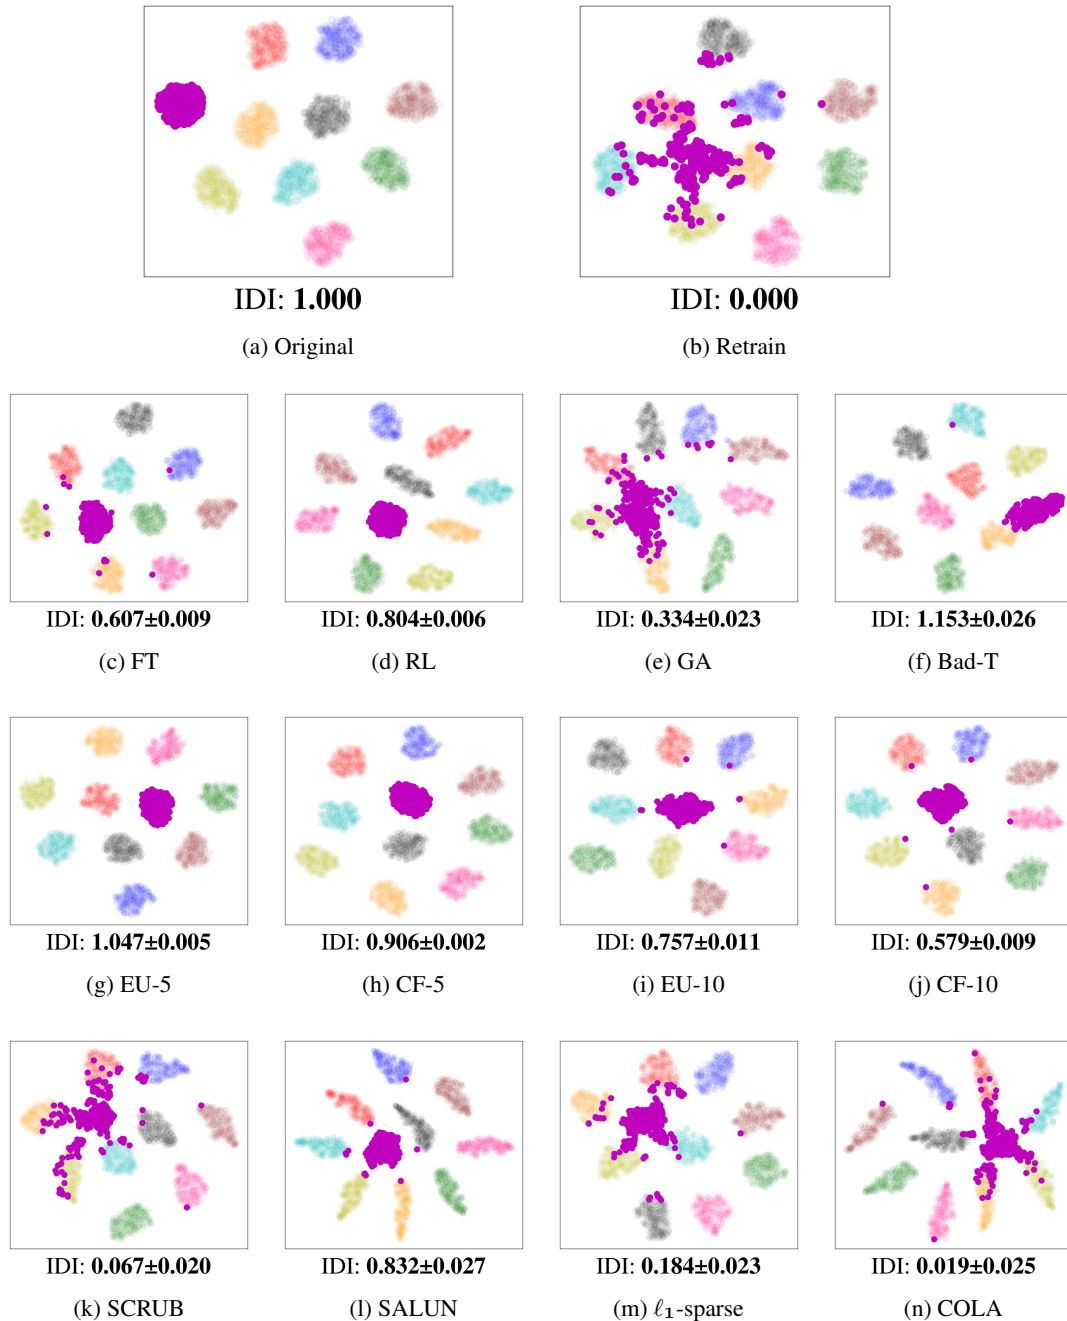 IDI: 1.000
IDI: 0.000
(a) Original
(b) Retrain
IDI: 0.607±0.009
IDI: 0.804±0.006
IDI: 0.334±0.023
IDI: 1.153±0.026
(c) FT
(d) RL
(e) GA
(f) Bad-T
IDI: 1.047±0.005
IDI: 0.906±0.002
IDI: 0.757±0.011
IDI: 0.579±0.009
(g) EU-5
(h) CF-5
(i) EU-10
(j) CF-10
IDI: 0.067±0.020
IDI: 0.832±0.027
IDI: 0.184±0.023
IDI: 0.019±0.025
(k) SCRUB
(l) SALUN
(m) ℓ₁-sparse
(n) COLA